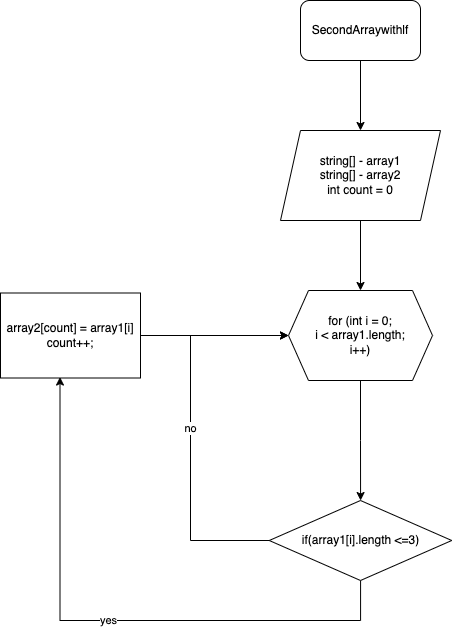 SecondArraywithIf
string[] - array1
string[] - array2
int count = 0
for (int i = 0;
i < array1.length;
i++)
array2[count] = array1[i]
count++;
no
if(array1[i].length <=3)
yes